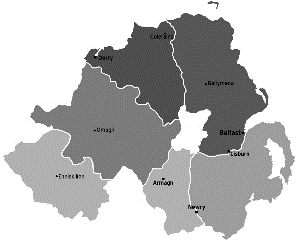 Coleraine
Derry
Ballymena
Omagh
Belfast
Lisburn
Enniskillen
Armagh
Newry